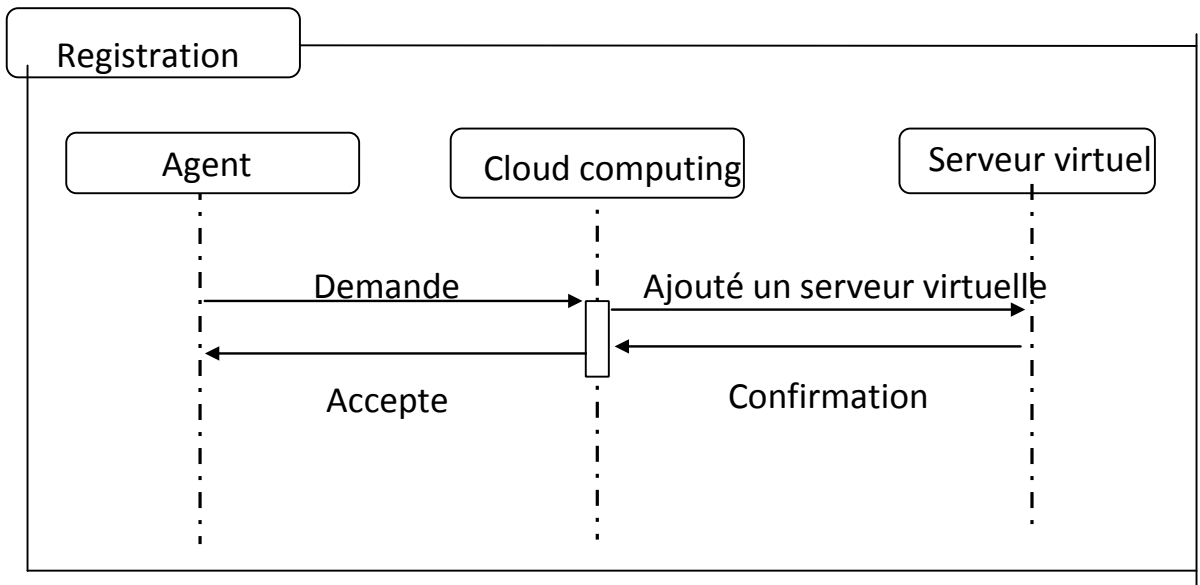 Registration
Agent
Cloud computing
Serveur virtuel
Demande
Ajouté un serveur virtuelle
Accepte
Confirmation